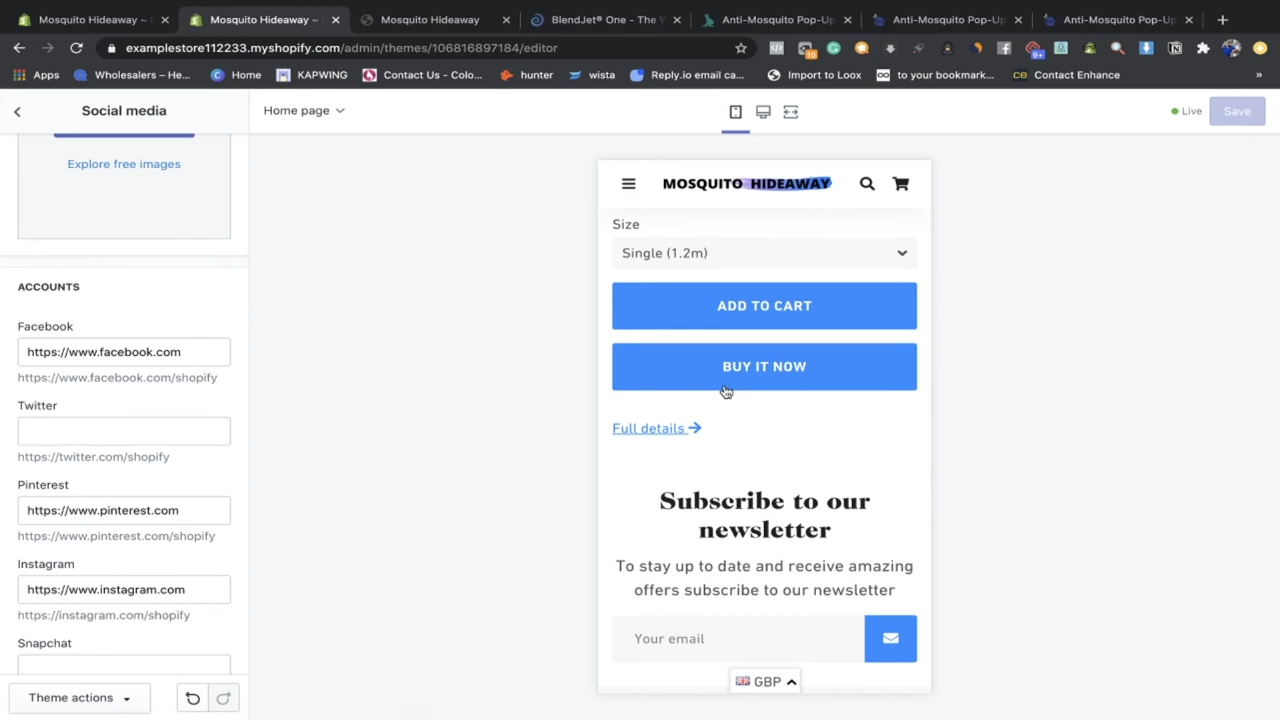 Mosquito Hideaway ~
Mosquito Hideaway ~
Mosquito Hideaway
BlendJet® One - The V
Anti-Mosquito Pop-Up
Anti-Mosquito Pop-Up
Anti-Mosquito Pop-Up
examplestore112233.myshopify.com/admin/themes/106816897184/editor
Apps
Wholesalers – He...
Home
KAPWING
Contact Us - Colo...
hunter
wista
Reply.io email ca...
Import to Loox
to your bookmark...
Contact Enhance
Social media
Home page
Live
Save
Explore free images
ACCOUNTS
Facebook
https://www.facebook.com
https://www.facebook.com/shopify
Twitter
https://twitter.com/shopify
Pinterest
https://www.pinterest.com
https://www.pinterest.com/shopify
Instagram
https://www.instagram.com
https://instagram.com/shopify
Snapchat
Theme actions
MOSQUITO HIDEAWAY
Size
Single (1.2m)
ADD TO CART
BUY IT NOW
Full details
Subscribe to our
newsletter
To stay up to date and receive amazing
offers subscribe to our newsletter
Your email
GBP